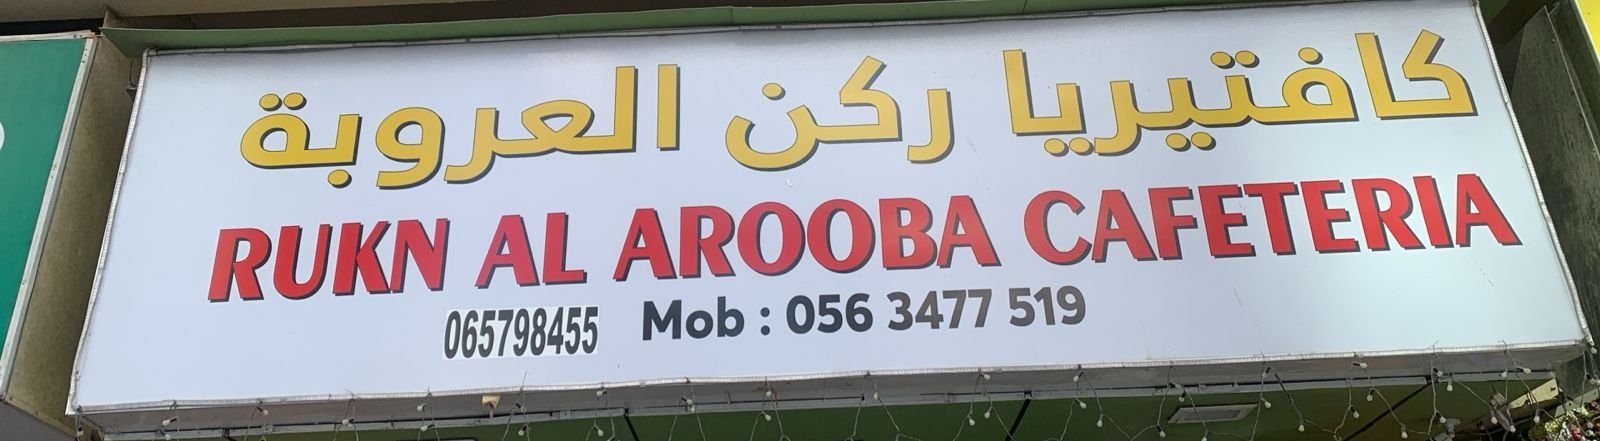 كافتيريا ركن العروبة
RUKN AL AROOBA CAFETERIA
065798455 Mob : 056 3477 519